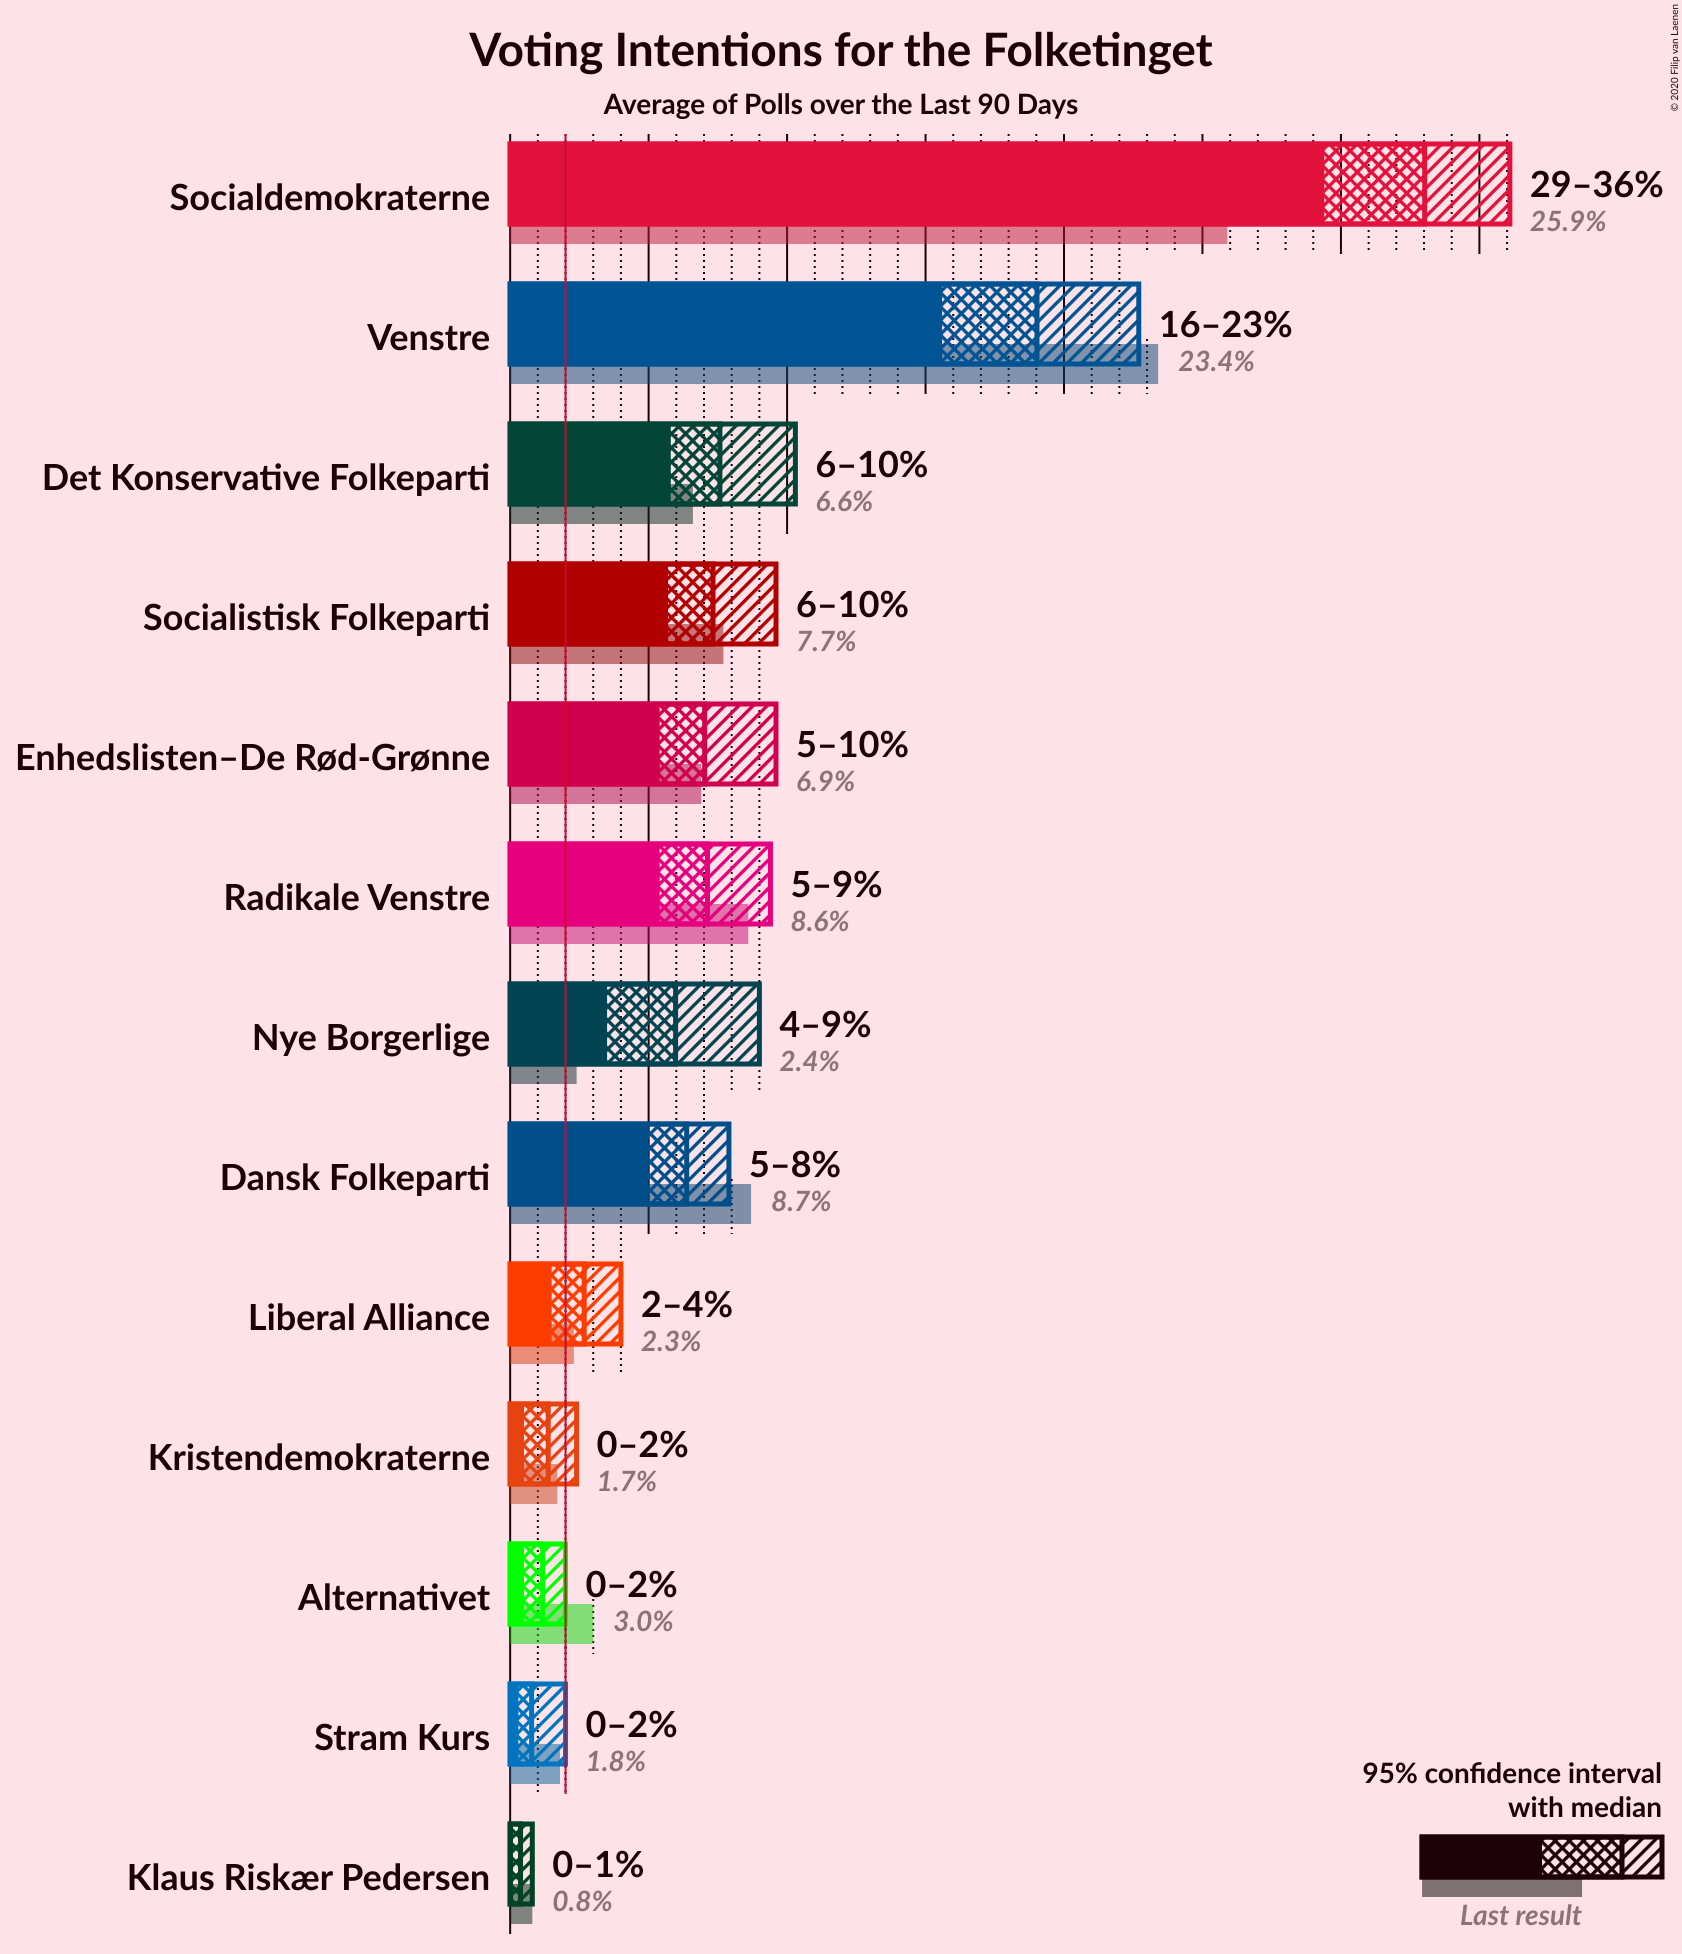 Voting Intentions for the Folketinget
Average of Polls over the Last 90 Days
© 2020 Filip van Laenen
Socialdemokraterne
29–36%
25.9%
Venstre
16–23%
23.4%
Det Konservative Folkeparti
6–10%
6.6%
Socialistisk Folkeparti
6–10%
7.7%
Enhedslisten–De Rød-Grønne
5–10%
6.9%
Radikale Venstre
5–9%
8.6%
Nye Borgerlige
4–9%
2.4%
Dansk Folkeparti
5–8%
8.7%
Liberal Alliance
2–4%
2.3%
Kristendemokraterne
0–2%
1.7%
Alternativet
0–2%
3.0%
Stram Kurs
0–2%
1.8%
Klaus Riskær Pedersen
0–1%
0.8%
95% confidence interval
with median
Last result